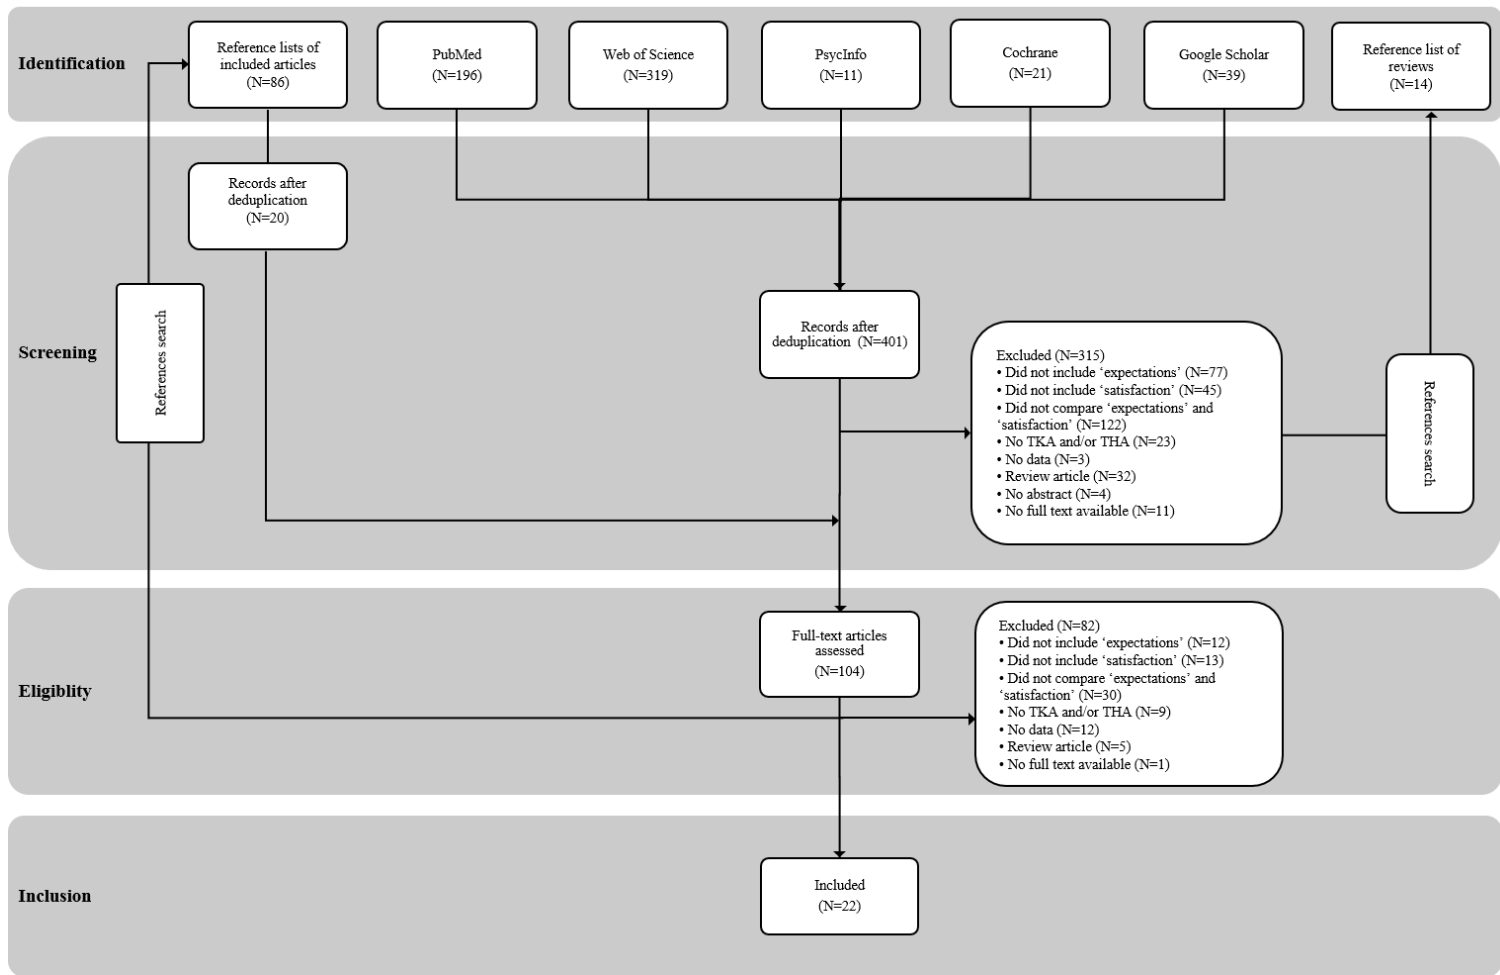 Identification
Reference lists of
included articles
(N=86)
PubMed
(N=196)
Web of Science
(N=319)
PsycInfo
(N=11)
Cochrane
(N=21)
Google Scholar
(N=39)
Reference list of
reviews
(N=14)
Screening
Records after
deduplication
(N=20)
References search
Records after
deduplication (N=401)
Excluded (N=315)
• Did not include ‘expectations’ (N=77)
• Did not include ‘satisfaction’ (N=45)
• Did not compare ‘expectations’ and
‘satisfaction’ (N=122)
• No TKA and/or THA (N=23)
• No data (N=3)
• Review article (N=32)
• No abstract (N=4)
• No full text available (N=11)
References search
Eligiblity
Full-text articles
assessed
(N=104)
Excluded (N=82)
• Did not include ‘expectations’ (N=12)
• Did not include ‘satisfaction’ (N=13)
• Did not compare ‘expectations’ and
‘satisfaction’ (N=30)
• No TKA and/or THA (N=9)
• No data (N=12)
• Review article (N=5)
• No full text available (N=1)
Inclusion
Included
(N=22)